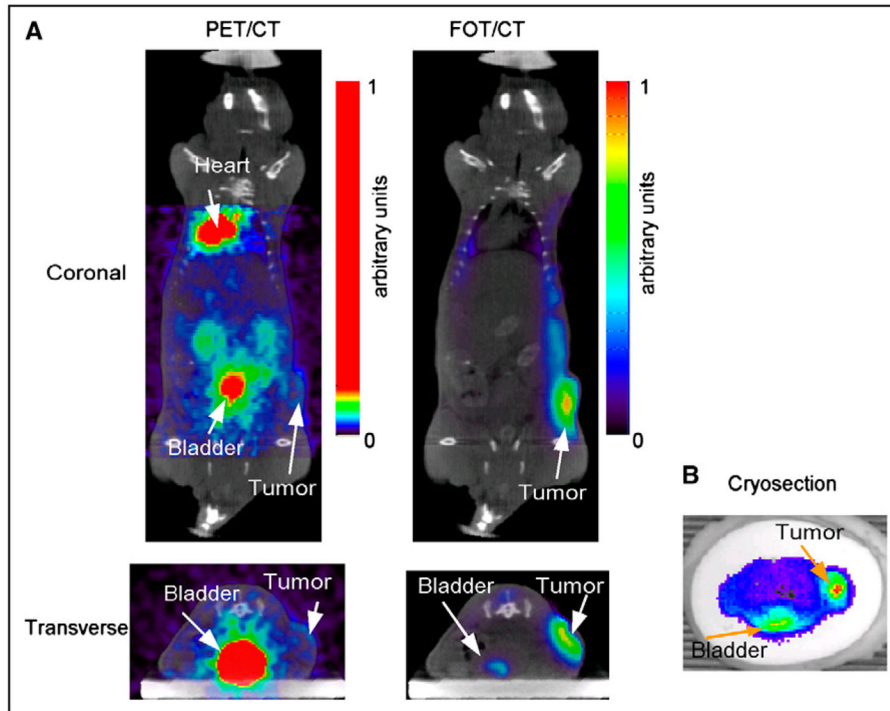 A
PET/CT
FOT/CT
1
1
Heart
arbitrary units
arbitrary units
Coronal
0
0
Bladder
Tumor
Tumor
B
Cryosection
Tumor
Bladder
Transverse
Bladder
Tumor
Bladder
Tumor